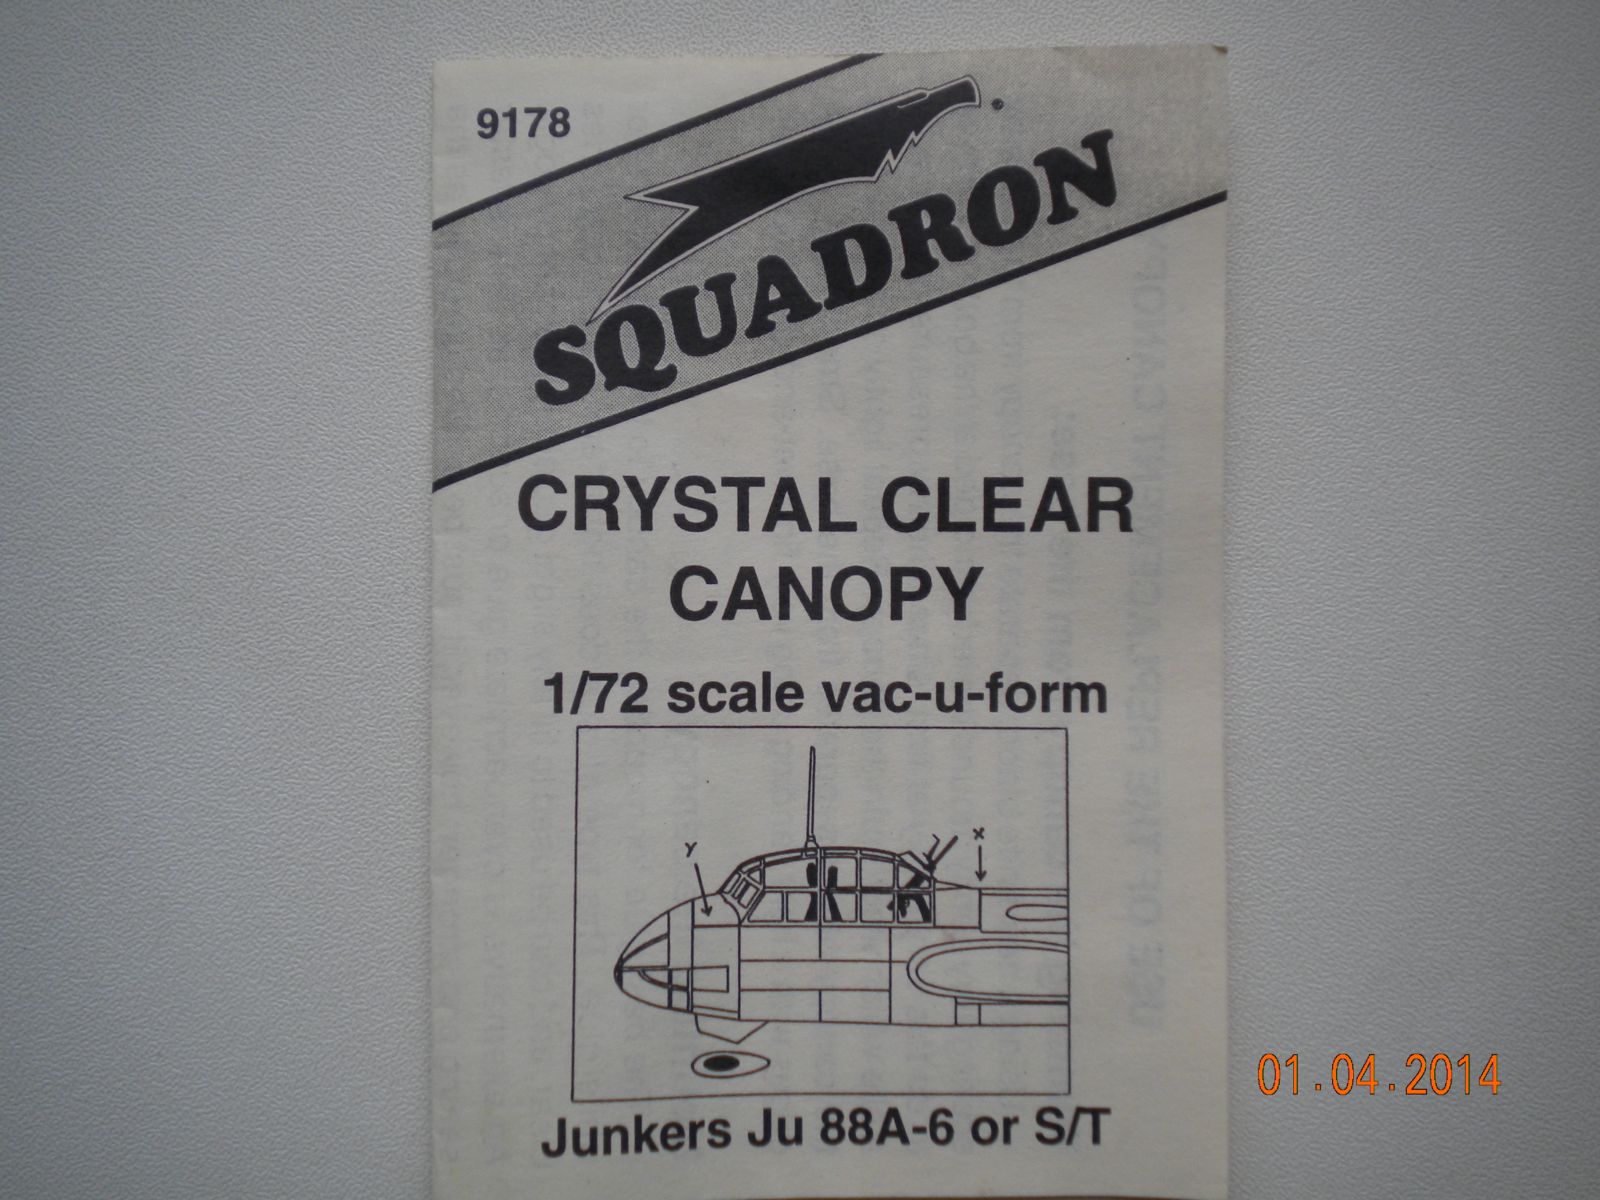 9178
SQUADRON
CRYSTAL CLEAR
CANOPY
1/72 scale vac-u-form
Y
X
Junkers Ju 88A-6 or S/T
01.04.2014